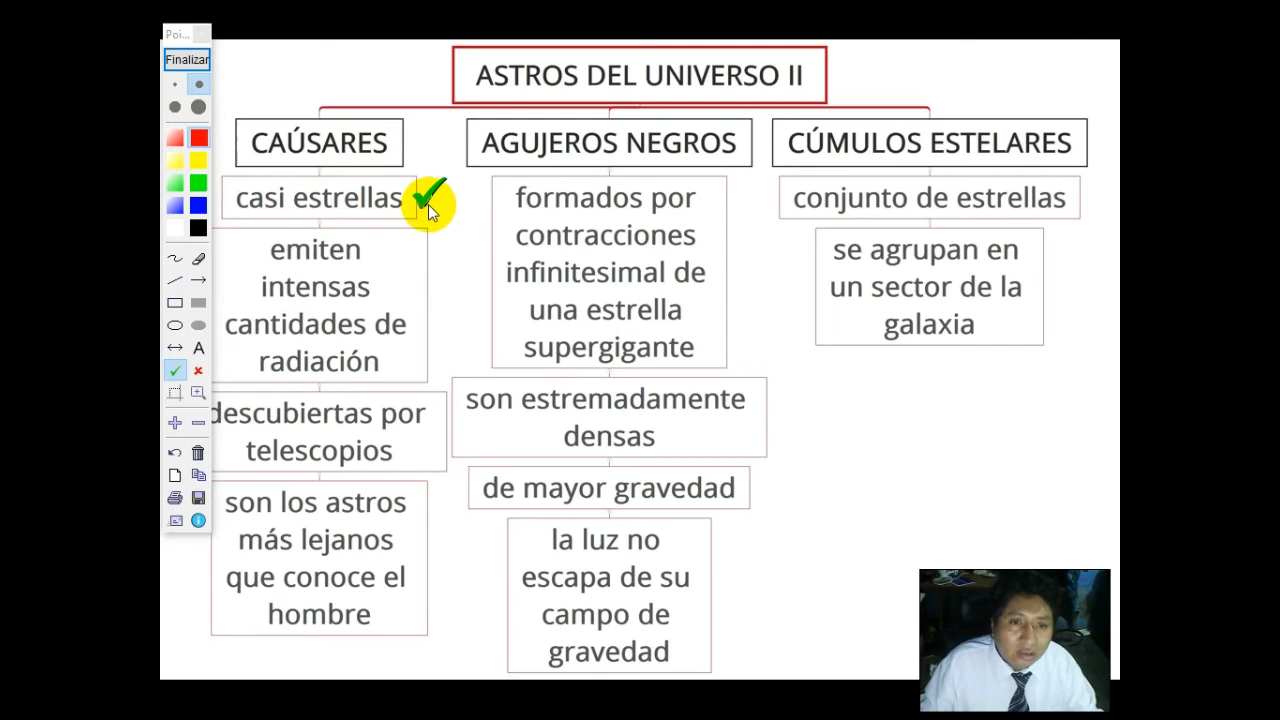 Poi...
Finalizar
ASTROS DEL UNIVERSO II
CAÚSARES
casi estrellas
emiten
intensas
cantidades de
radiación
descubiertas por
telescopios
son los astros
más lejanos
que conoce el
hombre
AGUJEROS NEGROS
formados por
contracciones
infinitesimal de
una estrella
supergigante
son estremadamente
densas
de mayor gravedad
la luz no
escapa de su
campo de
gravedad
CÚMULOS ESTELARES
conjunto de estrellas
se agrupan en
un sector de la
galaxia